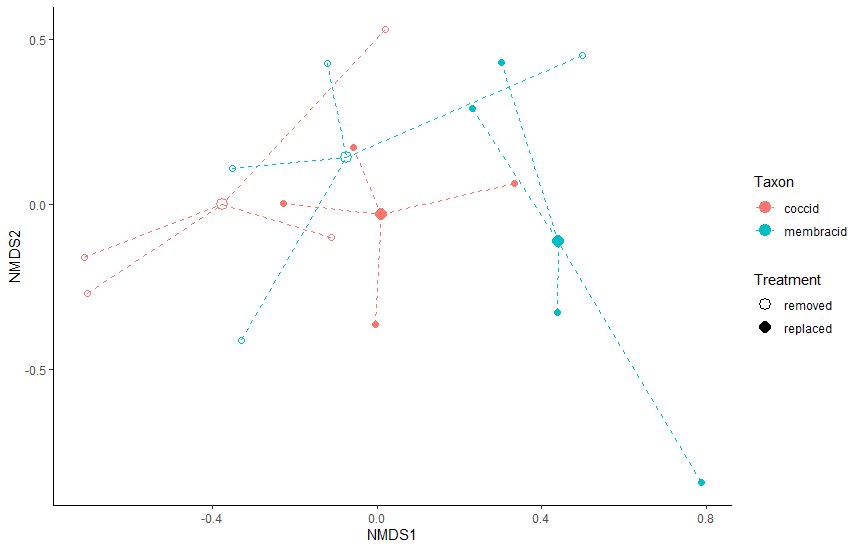 0.5
0.0
-0.5
NMDS2
-0.4
0.0
0.4
0.8
NMDS1
Taxon
coccid
membracid
Treatment
removed
replaced